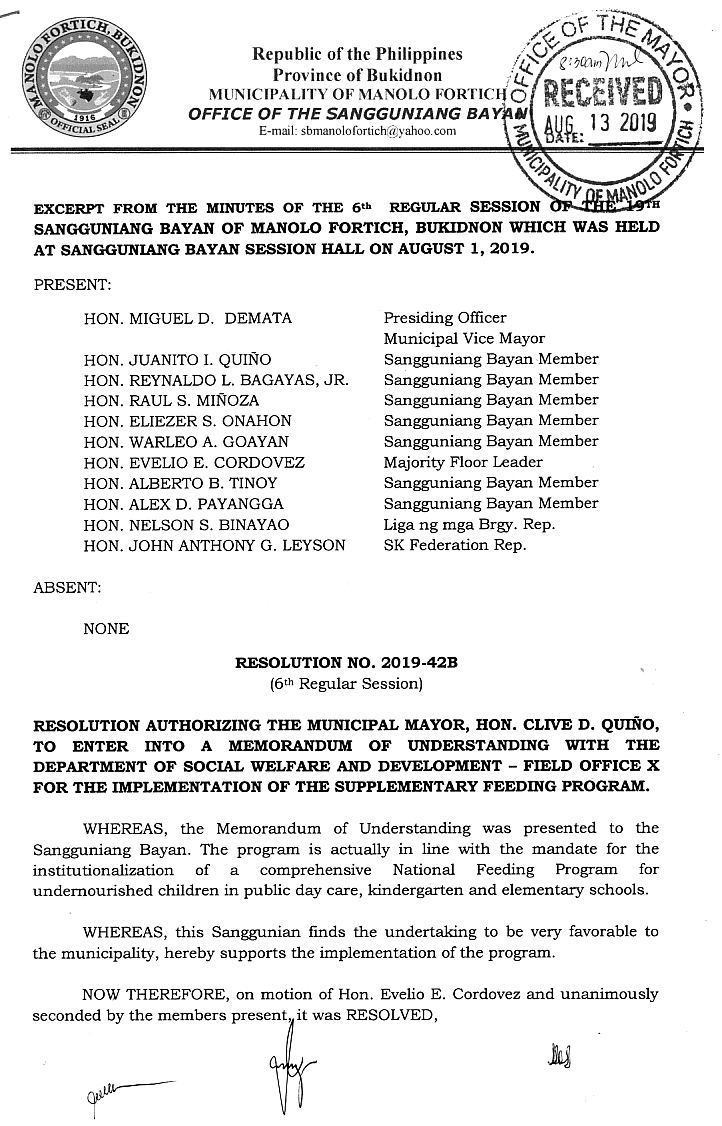 MANOLO FORTICH, BUKIDNON
1916
OFFICIAL SEAL
Republic of the Philippines
Province of Bukidnon
MUNICIPALITY OF MANOLO FORTICH
OFFICE OF THE SANGGUNIANG BAYAN
E-mail: sbmanolofortich@yahoo.com
OFFICE OF THE MAYOR
8:30am
RECEIVED
AUG 13 2019
DATE:
MUNICIPALITY OF MANOLO FORTICH
EXCERPT FROM THE MINUTES OF THE 6th REGULAR SESSION OF THE 19TH
SANGGUNIANG BAYAN OF MANOLO FORTICH, BUKIDNON WHICH WAS HELD
AT SANGGUNIANG BAYAN SESSION HALL ON AUGUST 1, 2019.
PRESENT:
HON. MIGUEL D. DEMATA Presiding Officer
Municipal Vice Mayor
HON. JUANITO I. QUIÑO Sangguniang Bayan Member
HON. REYNALDO L. BAGAYAS, JR. Sangguniang Bayan Member
HON. RAUL S. MIÑOZA Sangguniang Bayan Member
HON. ELIEZER S. ONAHON Sangguniang Bayan Member
HON. WARLEO A. GOAYAN Sangguniang Bayan Member
HON. EVELIO E. CORDOVEZ Majority Floor Leader
HON. ALBERTO B. TINOY Sangguniang Bayan Member
HON. ALEX D. PAYANGGA Sangguniang Bayan Member
HON. NELSON S. BINAYAO Liga ng mga Brgy. Rep.
HON. JOHN ANTHONY G. LEYSON SK Federation Rep.
ABSENT:
NONE
RESOLUTION NO. 2019-42B
(6th Regular Session)
RESOLUTION AUTHORIZING THE MUNICIPAL MAYOR, HON. CLIVE D. QUIÑO,
TO ENTER INTO A MEMORANDUM OF UNDERSTANDING WITH THE
DEPARTMENT OF SOCIAL WELFARE AND DEVELOPMENT – FIELD OFFICE X
FOR THE IMPLEMENTATION OF THE SUPPLEMENTARY FEEDING PROGRAM.
WHEREAS, the Memorandum of Understanding was presented to the
Sangguniang Bayan. The program is actually in line with the mandate for the
institutionalization of a comprehensive National Feeding Program for
undernourished children in public day care, kindergarten and elementary schools.
WHEREAS, this Sanggunian finds the undertaking to be very favorable to
the municipality, hereby supports the implementation of the program.
NOW THEREFORE, on motion of Hon. Evelio E. Cordovez and unanimously
seconded by the members present, it was RESOLVED,